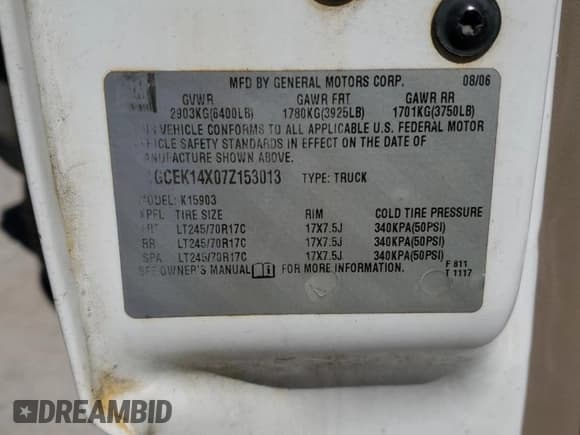 MFD BY GENERAL MOTORS CORP. 08/06
GVWR GAWR FRT GAWR RR
2903KG(6400LB) 1780KG(3925LB) 1701KG(3750LB)
VEHICLE CONFORMS TO ALL APPLICABLE U.S. FEDERAL MOTOR
VEHICLE SAFETY STANDARDS IN EFFECT ON THE DATE OF
MANUFACTURE SHOWN ABOVE.
GCEK14X07Z153013 TYPE: TRUCK
MODEL: K15903
TIRE SIZE RIM COLD TIRE PRESSURE
FRT LT245/70R17C 17X7.5J 340KPA(50PSI)
RR LT245/70R17C 17X7.5J 340KPA(50PSI)
SPA LT245/70R17C 17X7.5J 340KPA(50PSI)
SEE OWNER'S MANUAL FOR MORE INFORMATION. F 811
T 1117
DREAMBID